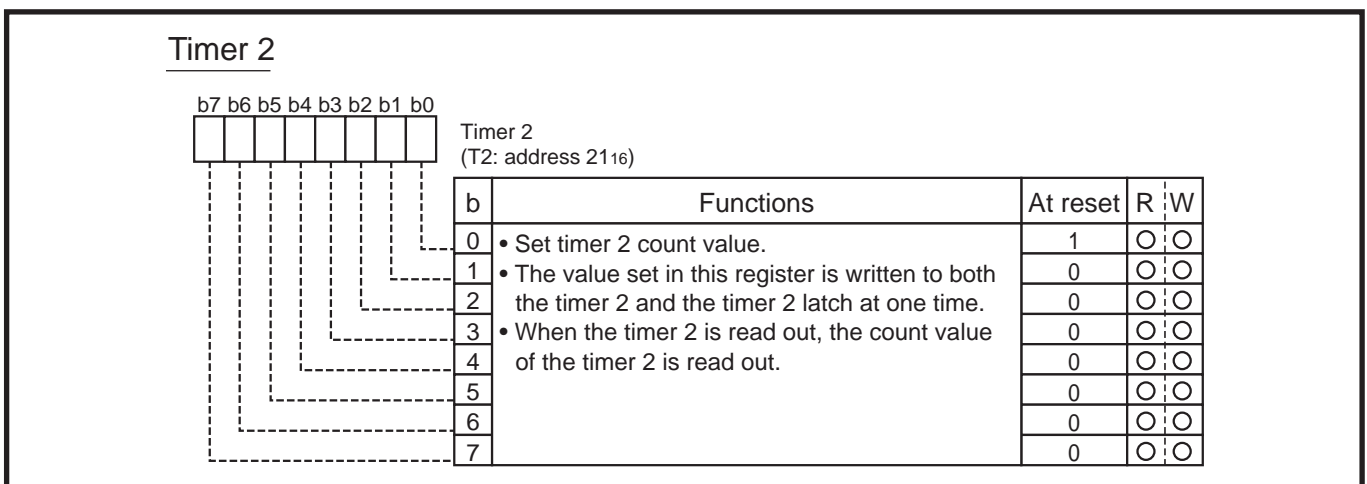 Timer 2
b7 b6 b5 b4 b3 b2 b1 b0
Timer 2
(T2: address 2116)
b Functions At reset R W
0 • Set timer 2 count value. 1 O O
1 • The value set in this register is written to both 0 O O
2 the timer 2 and the timer 2 latch at one time. 0 O O
3 • When the timer 2 is read out, the count value 0 O O
4 of the timer 2 is read out. 0 O O
5 0 O O
6 0 O O
7 0 O O